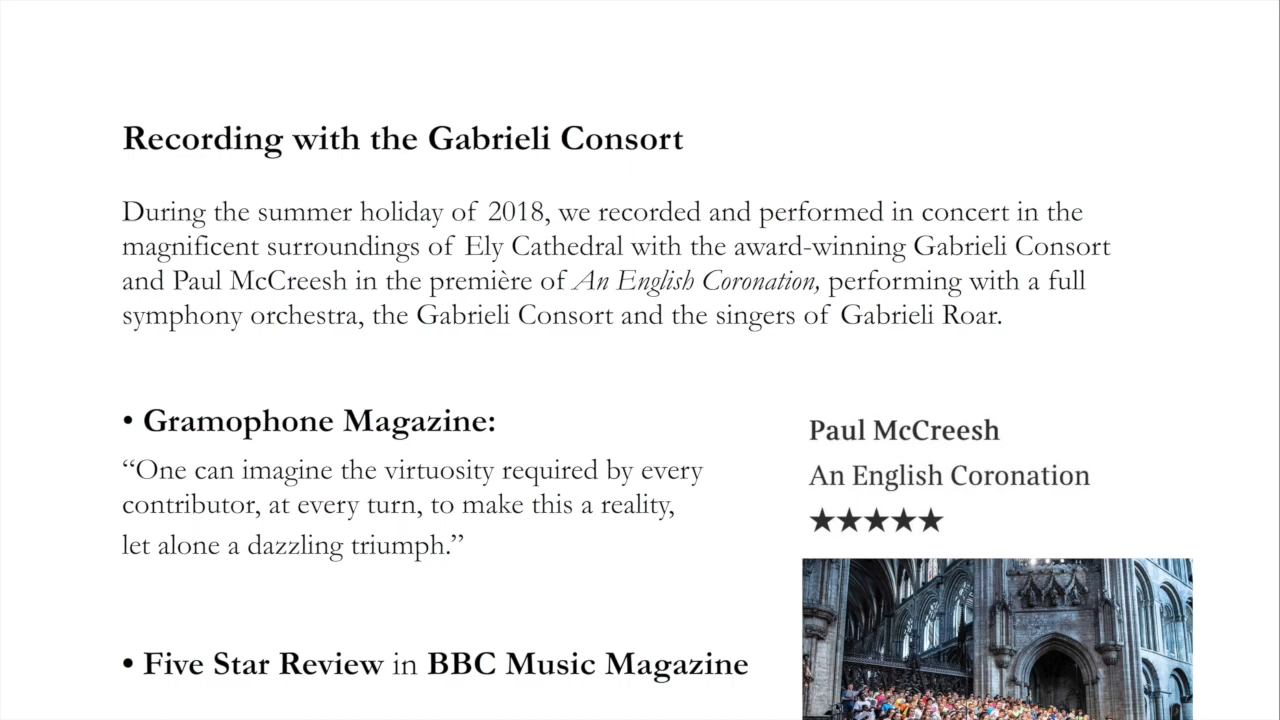 Recording with the Gabrieli Consort
During the summer holiday of 2018, we recorded and performed in concert in the
magnificent surroundings of Ely Cathedral with the award-winning Gabrieli Consort
and Paul McCreesh in the première of An English Coronation, performing with a full
symphony orchestra, the Gabrieli Consort and the singers of Gabrieli Roar.
• Gramophone Magazine:
“One can imagine the virtuosity required by every
contributor, at every turn, to make this a reality,
let alone a dazzling triumph.”
• Five Star Review in BBC Music Magazine
Paul McCreesh
An English Coronation
★★★★★